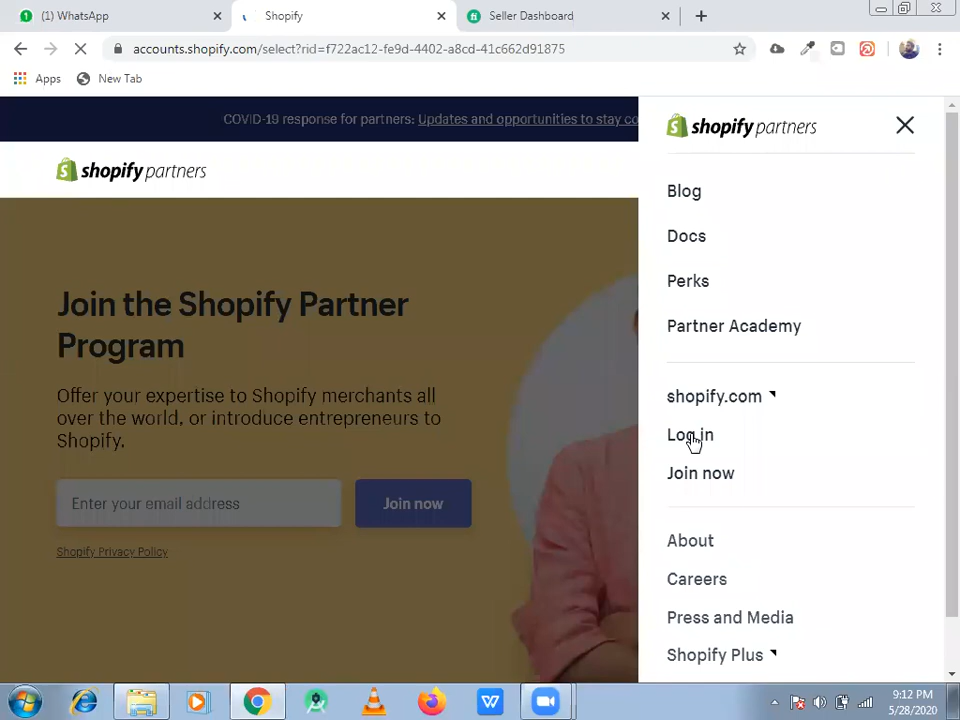 (1) WhatsApp
Shopify
Seller Dashboard
accounts.shopify.com/select?rid=f722ac12-fe9d-4402-a8cd-41c662d91875
Apps
New Tab
COVID-19 response for partners: Updates and opportunities to stay co
shopify partners
Join the Shopify Partner
Program
Offer your expertise to Shopify merchants all
over the world, or introduce entrepreneurs to
Shopify.
Enter your email address
Join now
Shopify Privacy Policy
shopify partners
Blog
Docs
Perks
Partner Academy
shopify.com
Log in
Join now
About
Careers
Press and Media
Shopify Plus
9:12 PM
5/28/2020